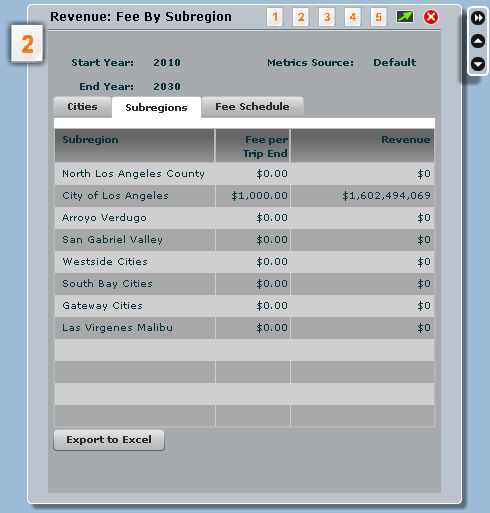 Revenue: Fee By Subregion 1 2 3 4 5
2
Start Year: 2010 Metrics Source: Default
End Year: 2030
Cities Subregions Fee Schedule
Subregion Fee per Trip End Revenue
North Los Angeles County $0.00 $0
City of Los Angeles $1,000.00 $1,602,494,069
Arroyo Verdugo $0.00 $0
San Gabriel Valley $0.00 $0
Westside Cities $0.00 $0
South Bay Cities $0.00 $0
Gateway Cities $0.00 $0
Las Virgenes Malibu $0.00 $0
Export to Excel